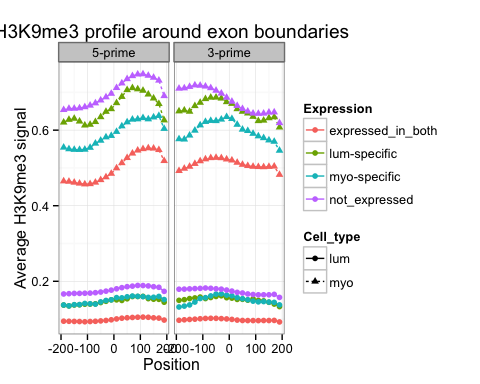 H3K9me3 profile around exon boundaries
5-prime
3-prime
Average H3K9me3 signal
0.6
0.4
0.2
-200
-100
0
100
200
-200
-100
0
100
200
Position
Expression
expressed_in_both
lum-specific
myo-specific
not_expressed
Cell_type
lum
myo